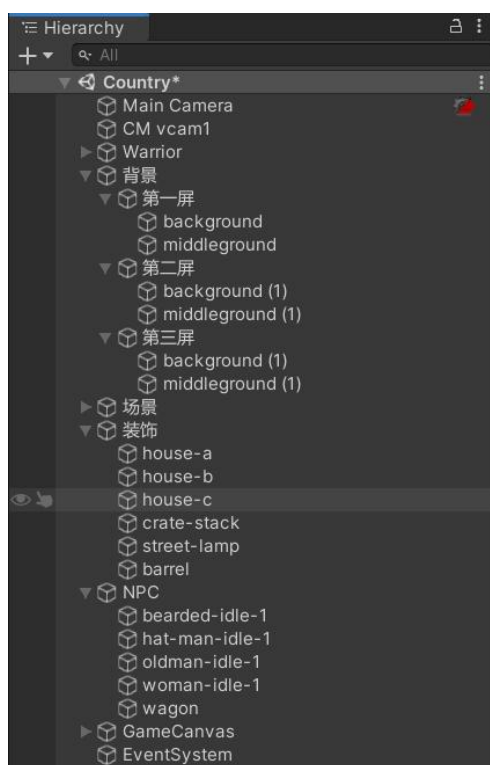 Hierarchy
All
Country*
Main Camera
CM vcam1
Warrior
背景
第一屏
background
middleground
第二屏
background (1)
middleground (1)
第三屏
background (1)
middleground (1)
场景
装饰
house-a
house-b
house-c
crate-stack
street-lamp
barrel
NPC
bearded-idle-1
hat-man-idle-1
oldman-idle-1
woman-idle-1
wagon
GameCanvas
EventSystem